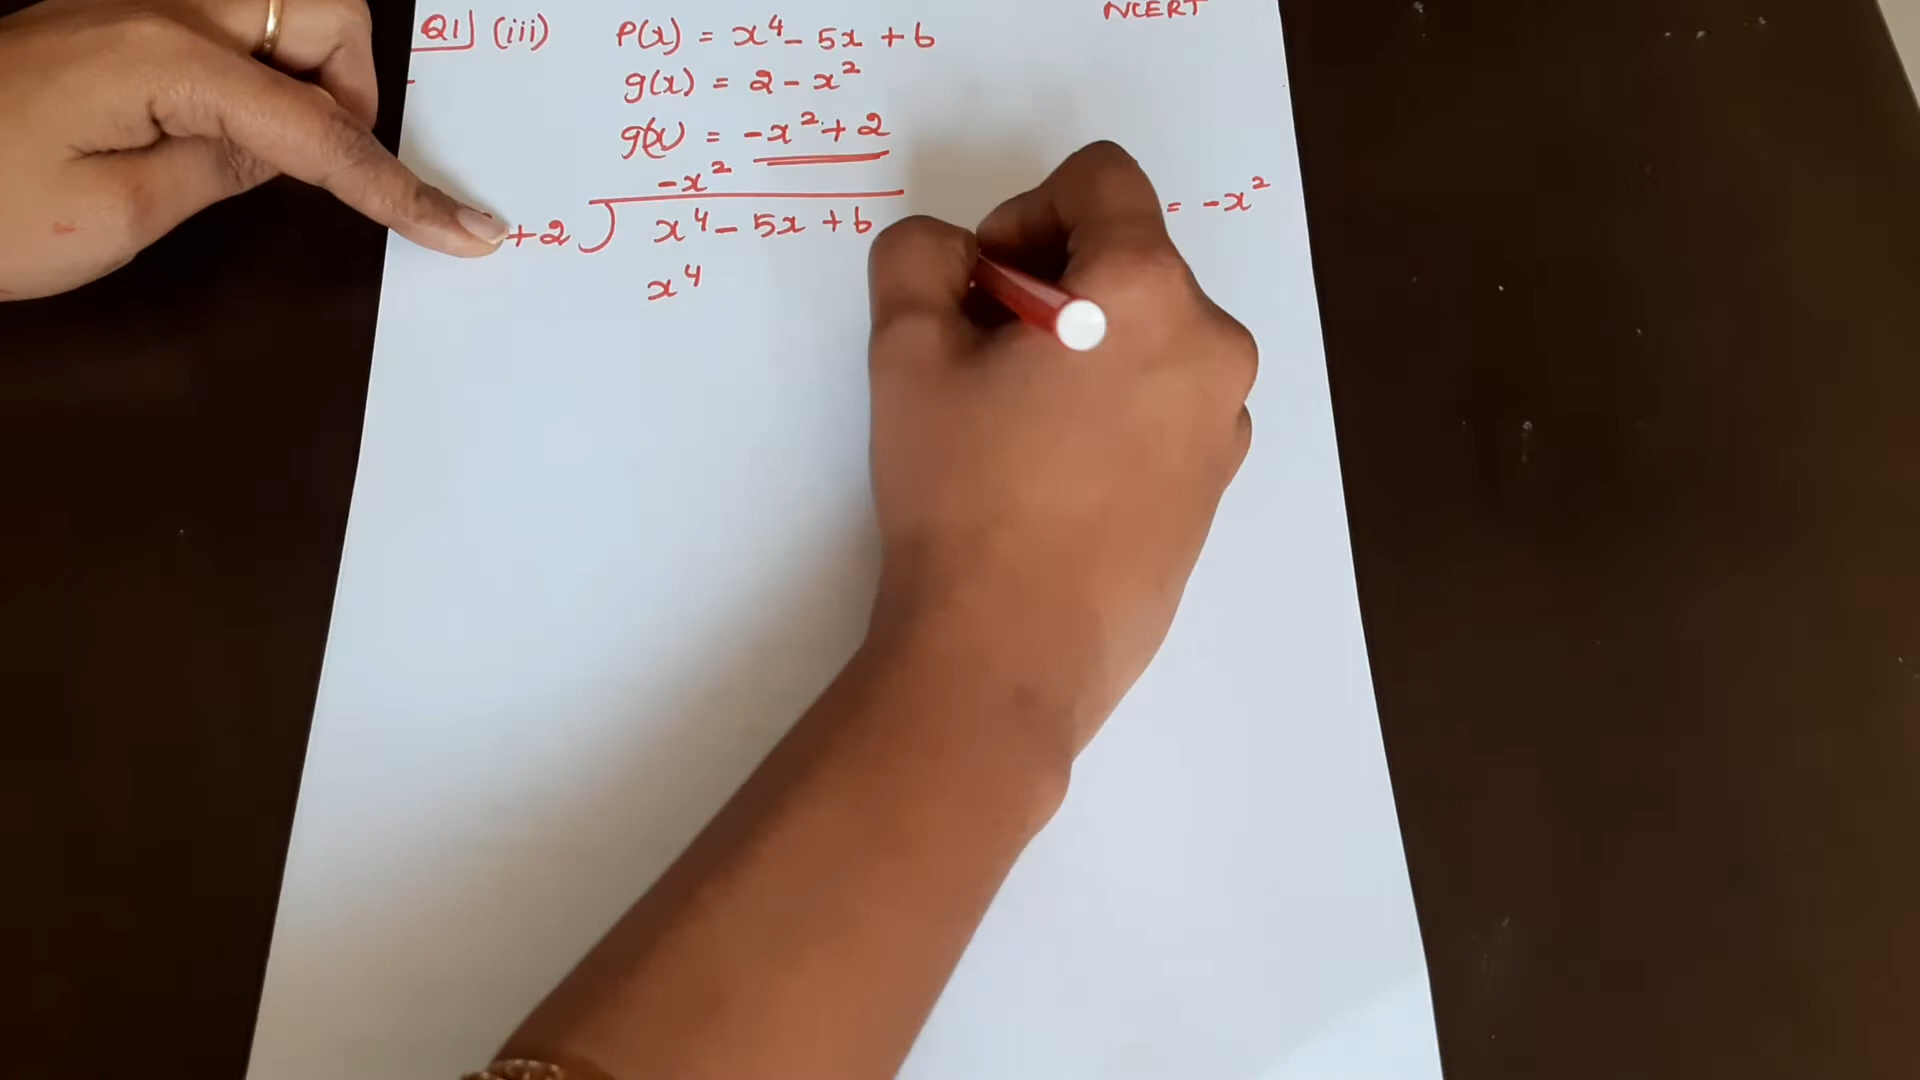 NCERT
Q1 (iii) P(x) = x⁴ - 5x + 6
g(x) = 2 - x²
g(x) = -x² + 2
-x²
+2 ) x⁴ - 5x + 6
= -x²
x⁴